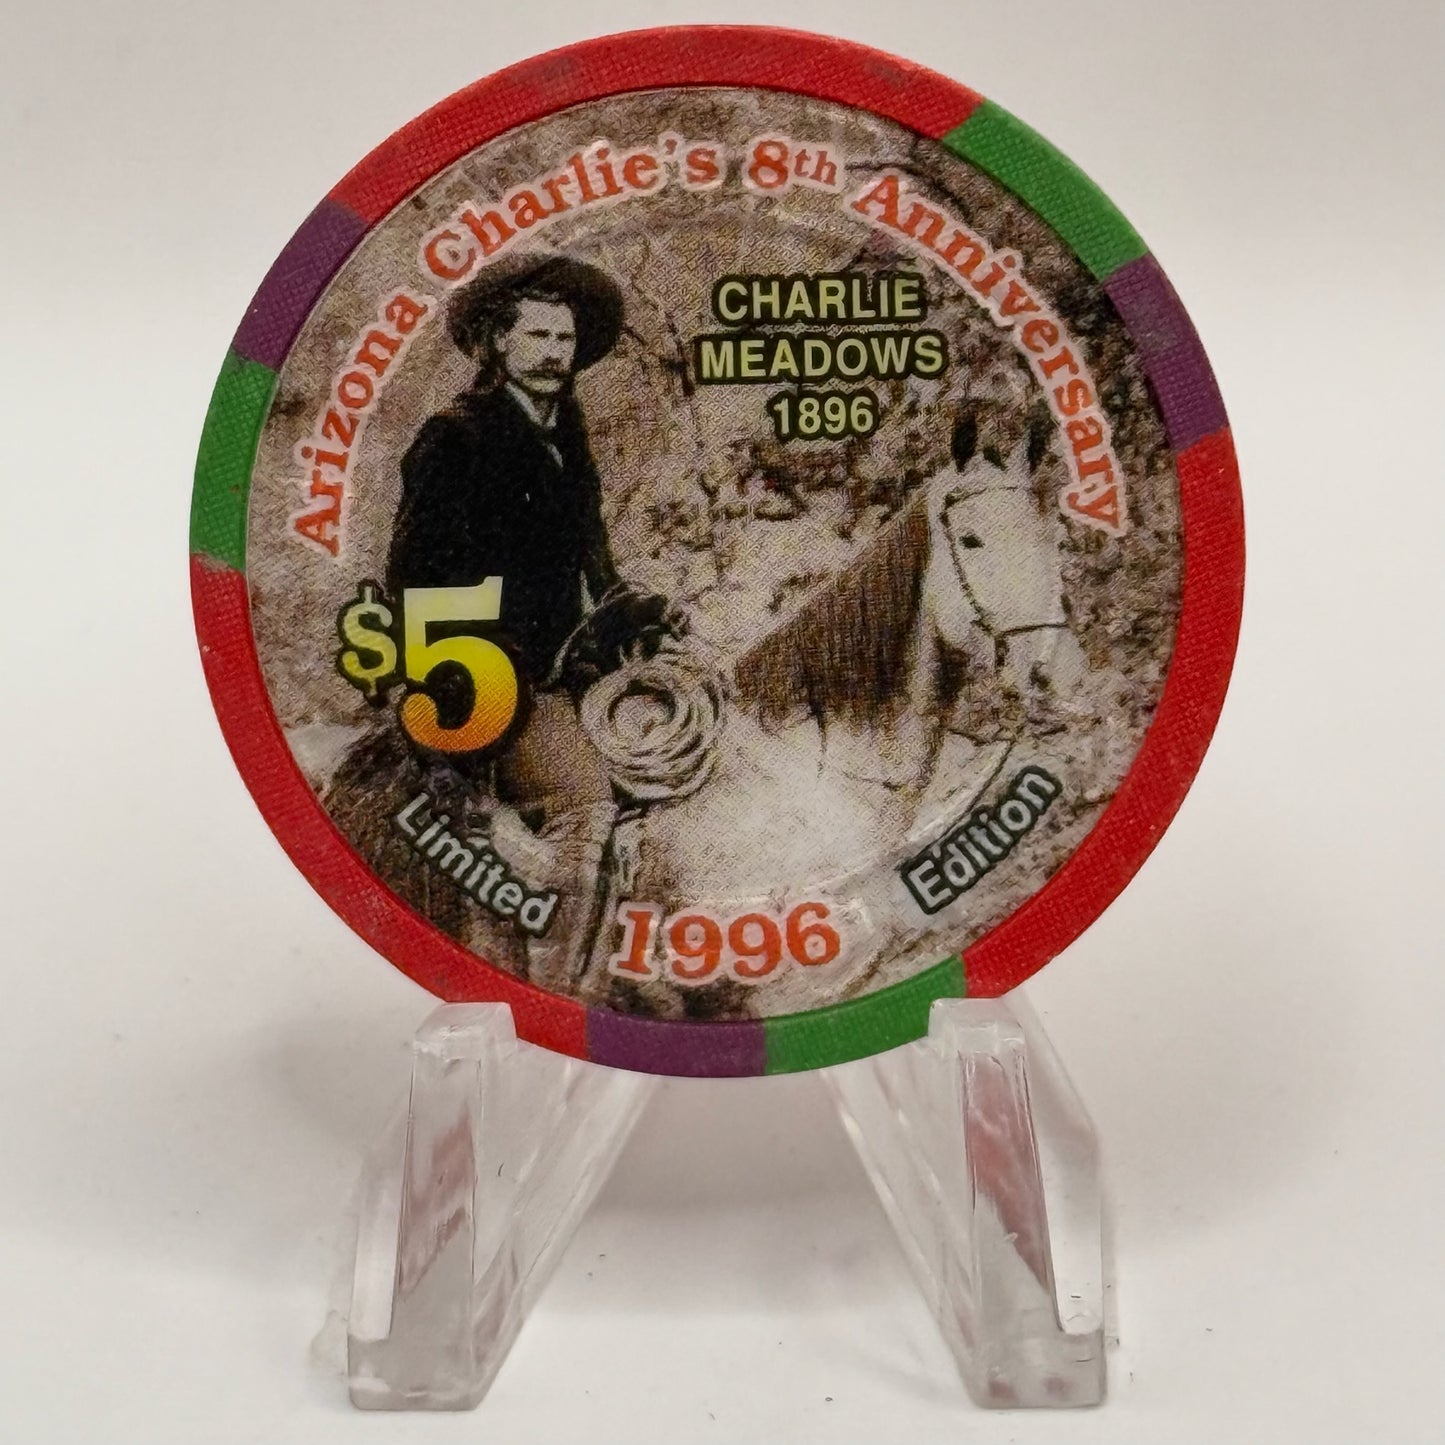 Arizona Charlie's 8th Anniversary
CHARLIE
MEADOWS
1896
$5
Limited
Edition
1996